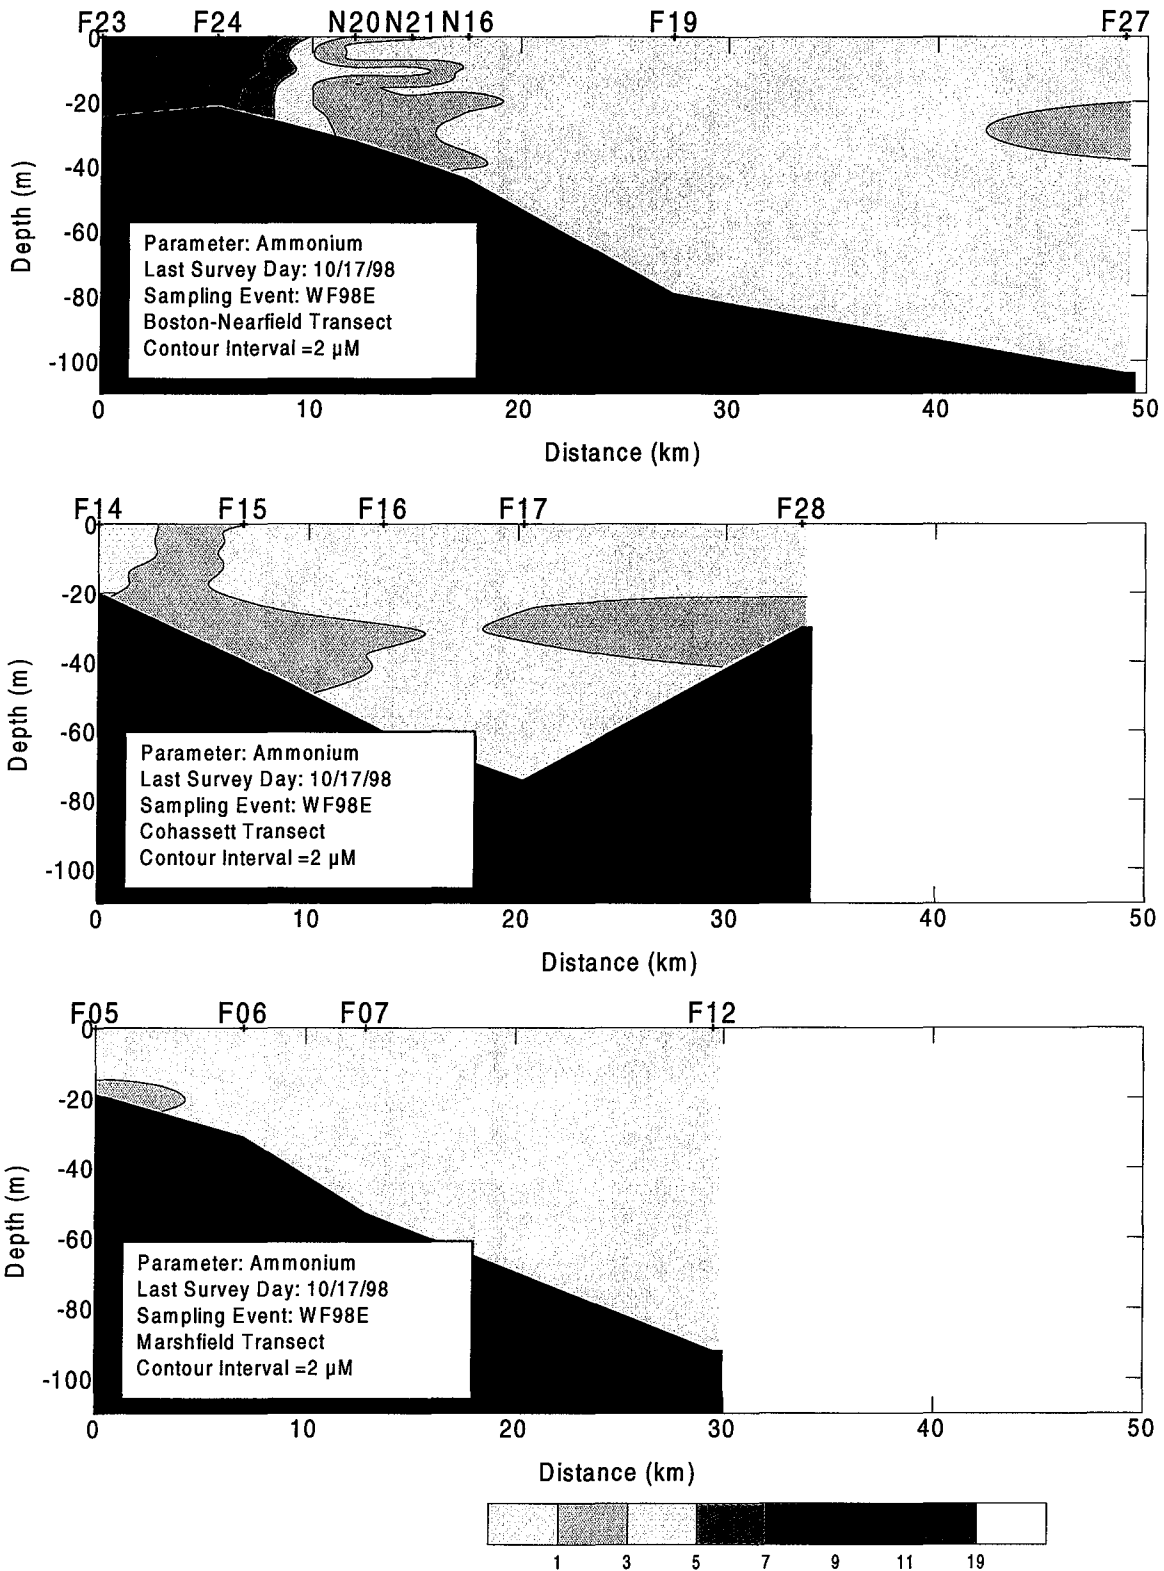 F23 F24 N20 N21 N16 F19 F27
0
-20
-40
-60
-80
-100
Depth (m)
Parameter: Ammonium
Last Survey Day: 10/17/98
Sampling Event: WF98E
Boston-Nearfield Transect
Contour Interval =2 µM
0 10 20 30 40 50
Distance (km)
F14 F15 F16 F17 F28
0
-20
-40
-60
-80
-100
Depth (m)
Parameter: Ammonium
Last Survey Day: 10/17/98
Sampling Event: WF98E
Cohassett Transect
Contour Interval =2 µM
0 10 20 30 40 50
Distance (km)
F05 F06 F07 F12
0
-20
-40
-60
-80
-100
Depth (m)
Parameter: Ammonium
Last Survey Day: 10/17/98
Sampling Event: WF98E
Marshfield Transect
Contour Interval =2 µM
0 10 20 30 40 50
Distance (km)
1 3 5 7 9 11 19